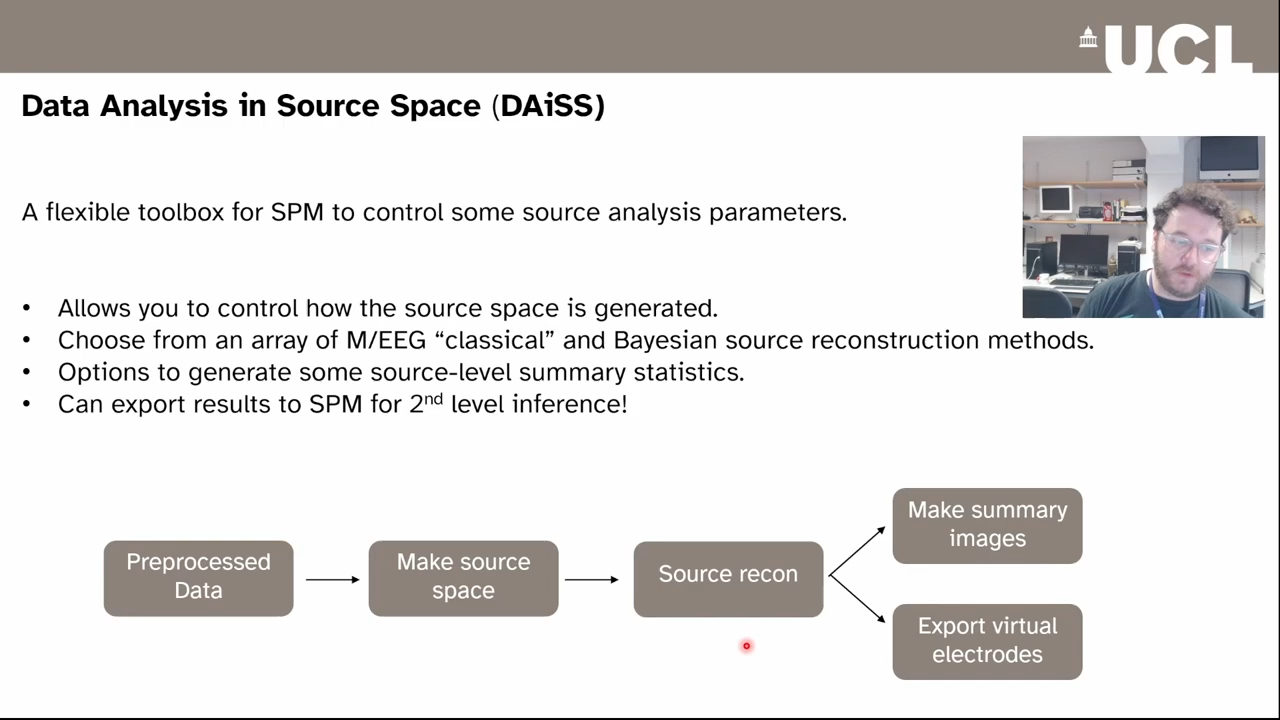 UCL
Data Analysis in Source Space (DAiSS)
A flexible toolbox for SPM to control some source analysis parameters.
• Allows you to control how the source space is generated.
• Choose from an array of M/EEG “classical” and Bayesian source reconstruction methods.
• Options to generate some source-level summary statistics.
• Can export results to SPM for 2nd level inference!
Preprocessed
Data
Make source
space
Source recon
Make summary
images
Export virtual
electrodes